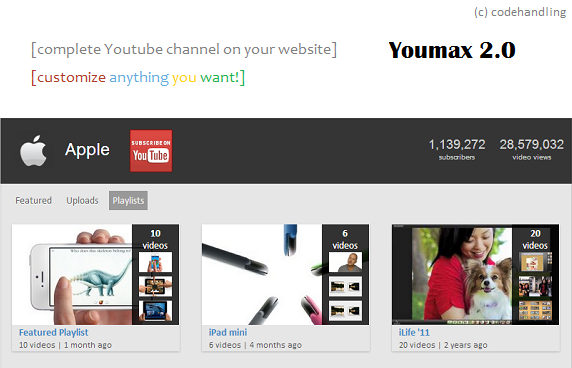 (c) codehandling
[complete Youtube channel on your website]
Youmax 2.0
[customize anything you want!]
Apple
SUBSCRIBE ON
YouTube
1,139,272
subscribers
28,579,032
video views
Featured Uploads Playlists
10
videos
6
videos
20
videos
Featured Playlist
10 videos | 1 month ago
iPad mini
6 videos | 4 months ago
iLife '11
20 videos | 2 years ago